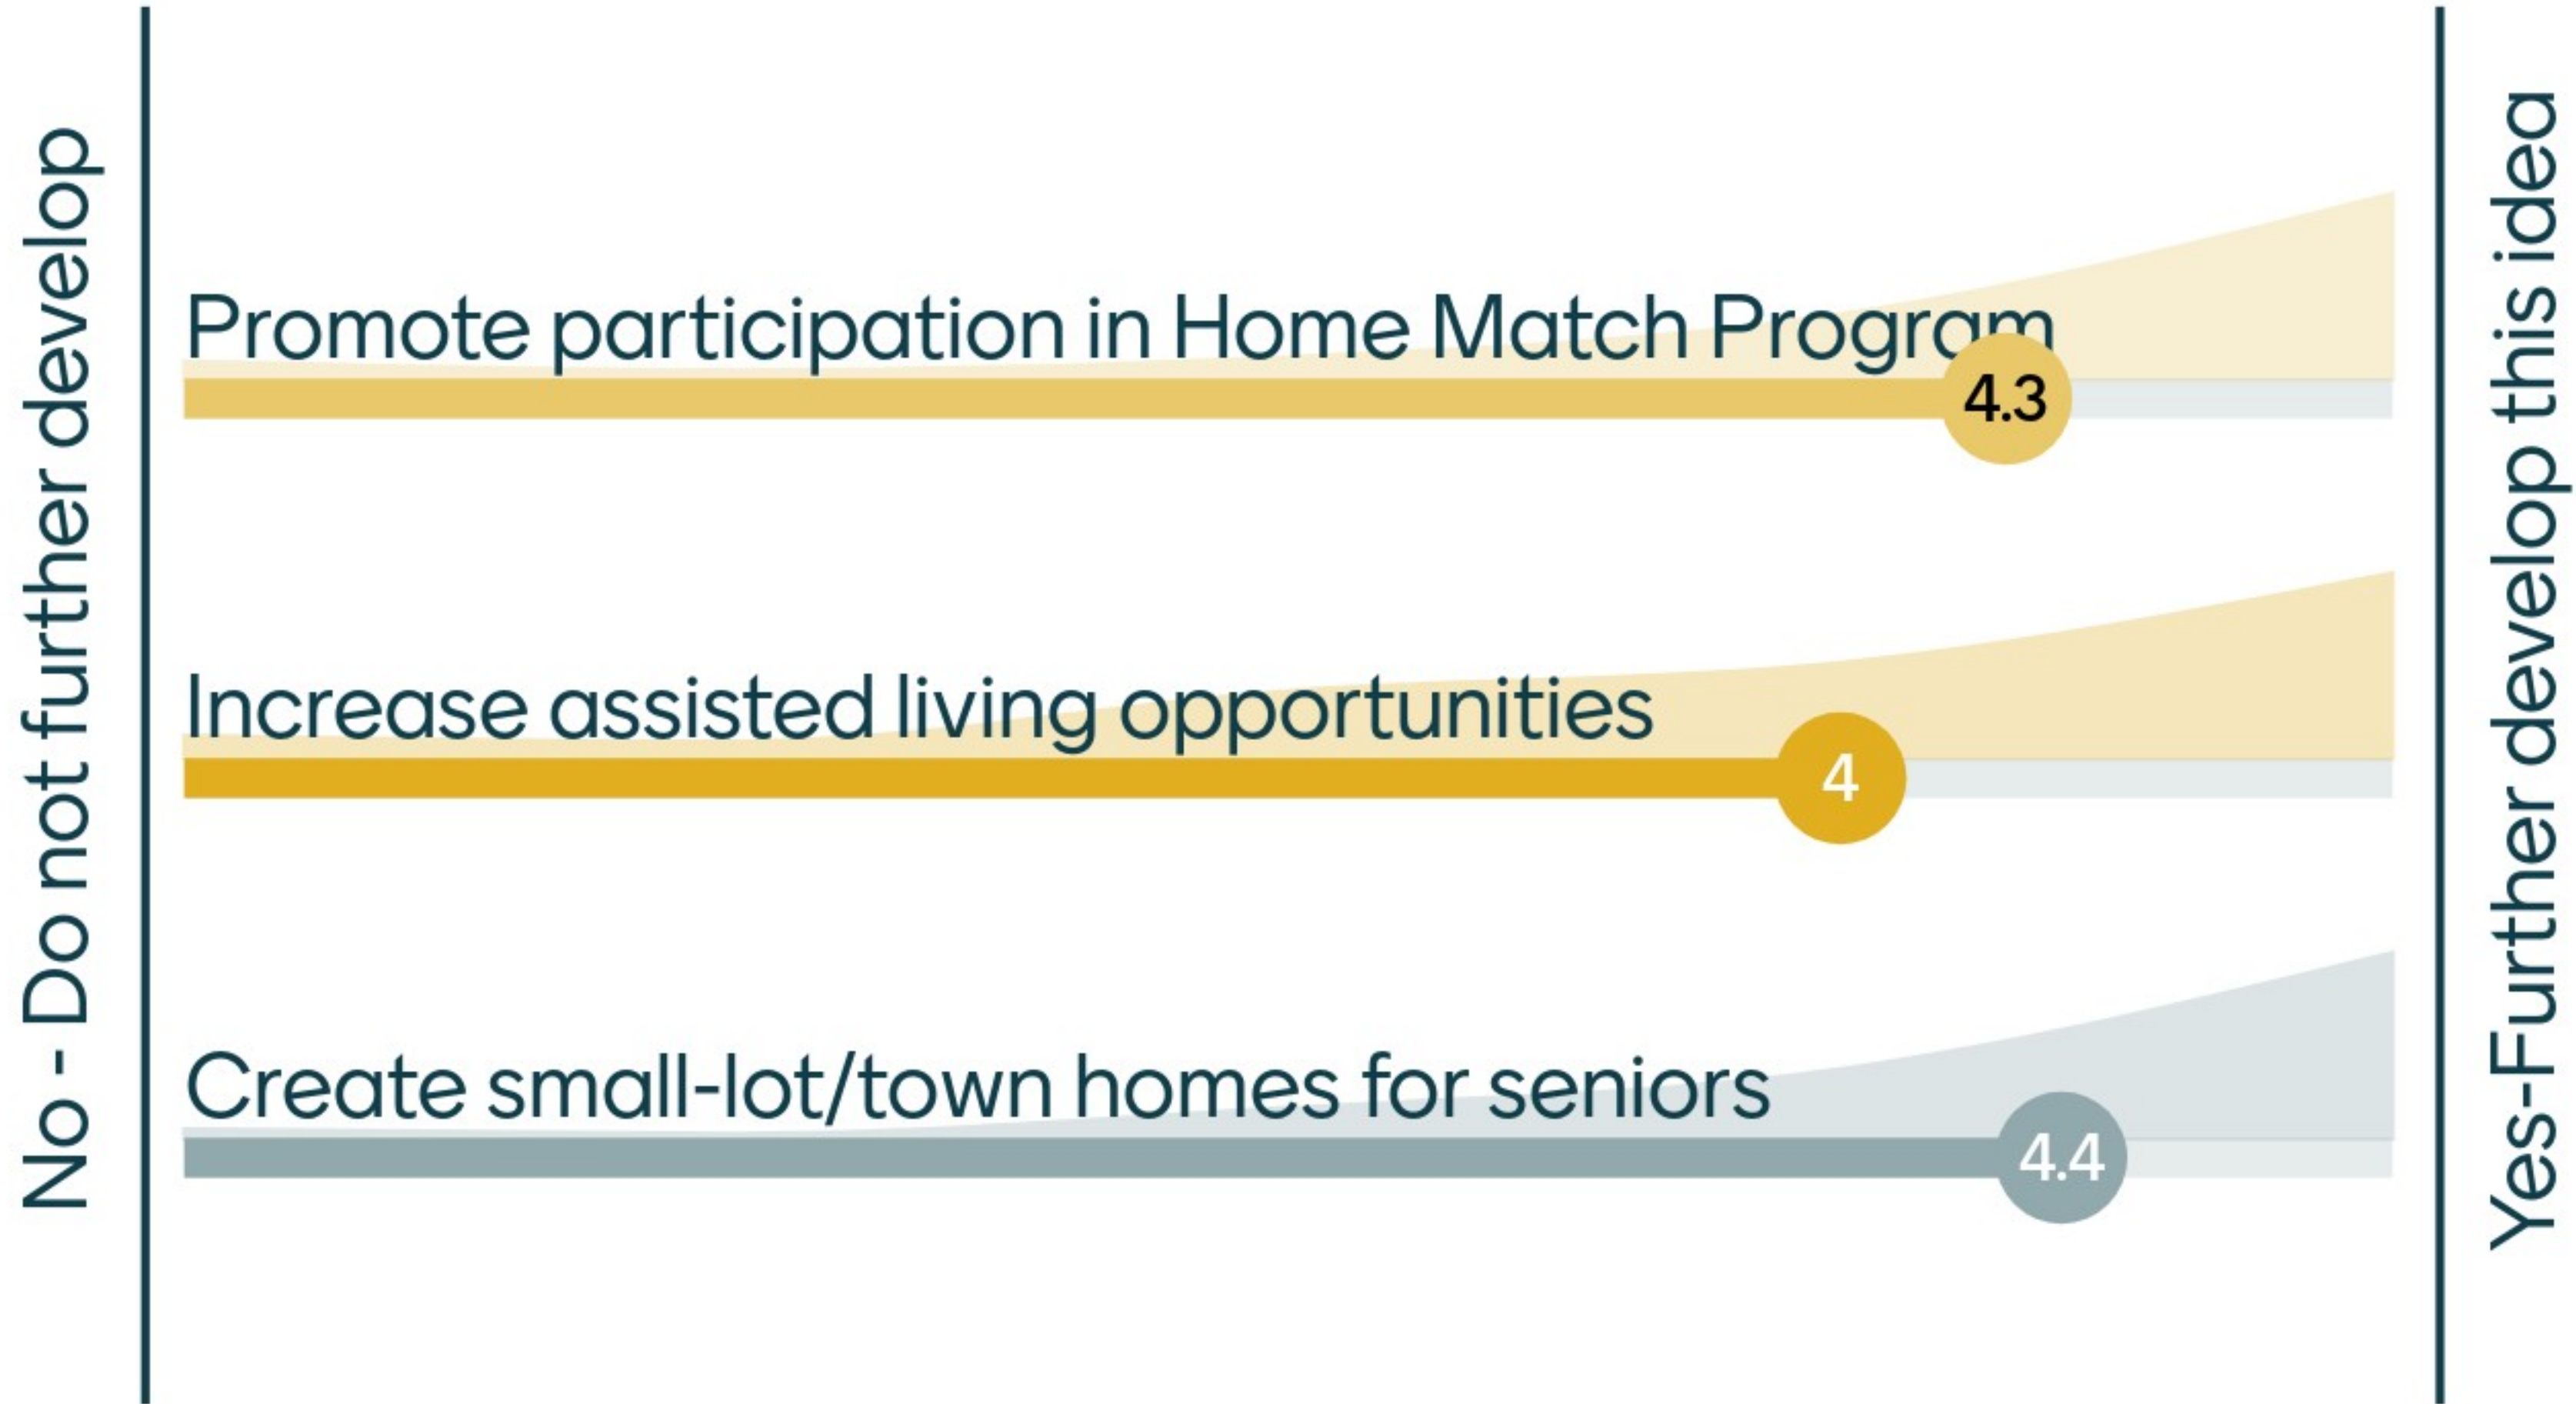 No - Do not further develop
Promote participation in Home Match Program
4.3
Increase assisted living opportunities
4
Create small-lot/town homes for seniors
4.4
Yes-Further develop this idea